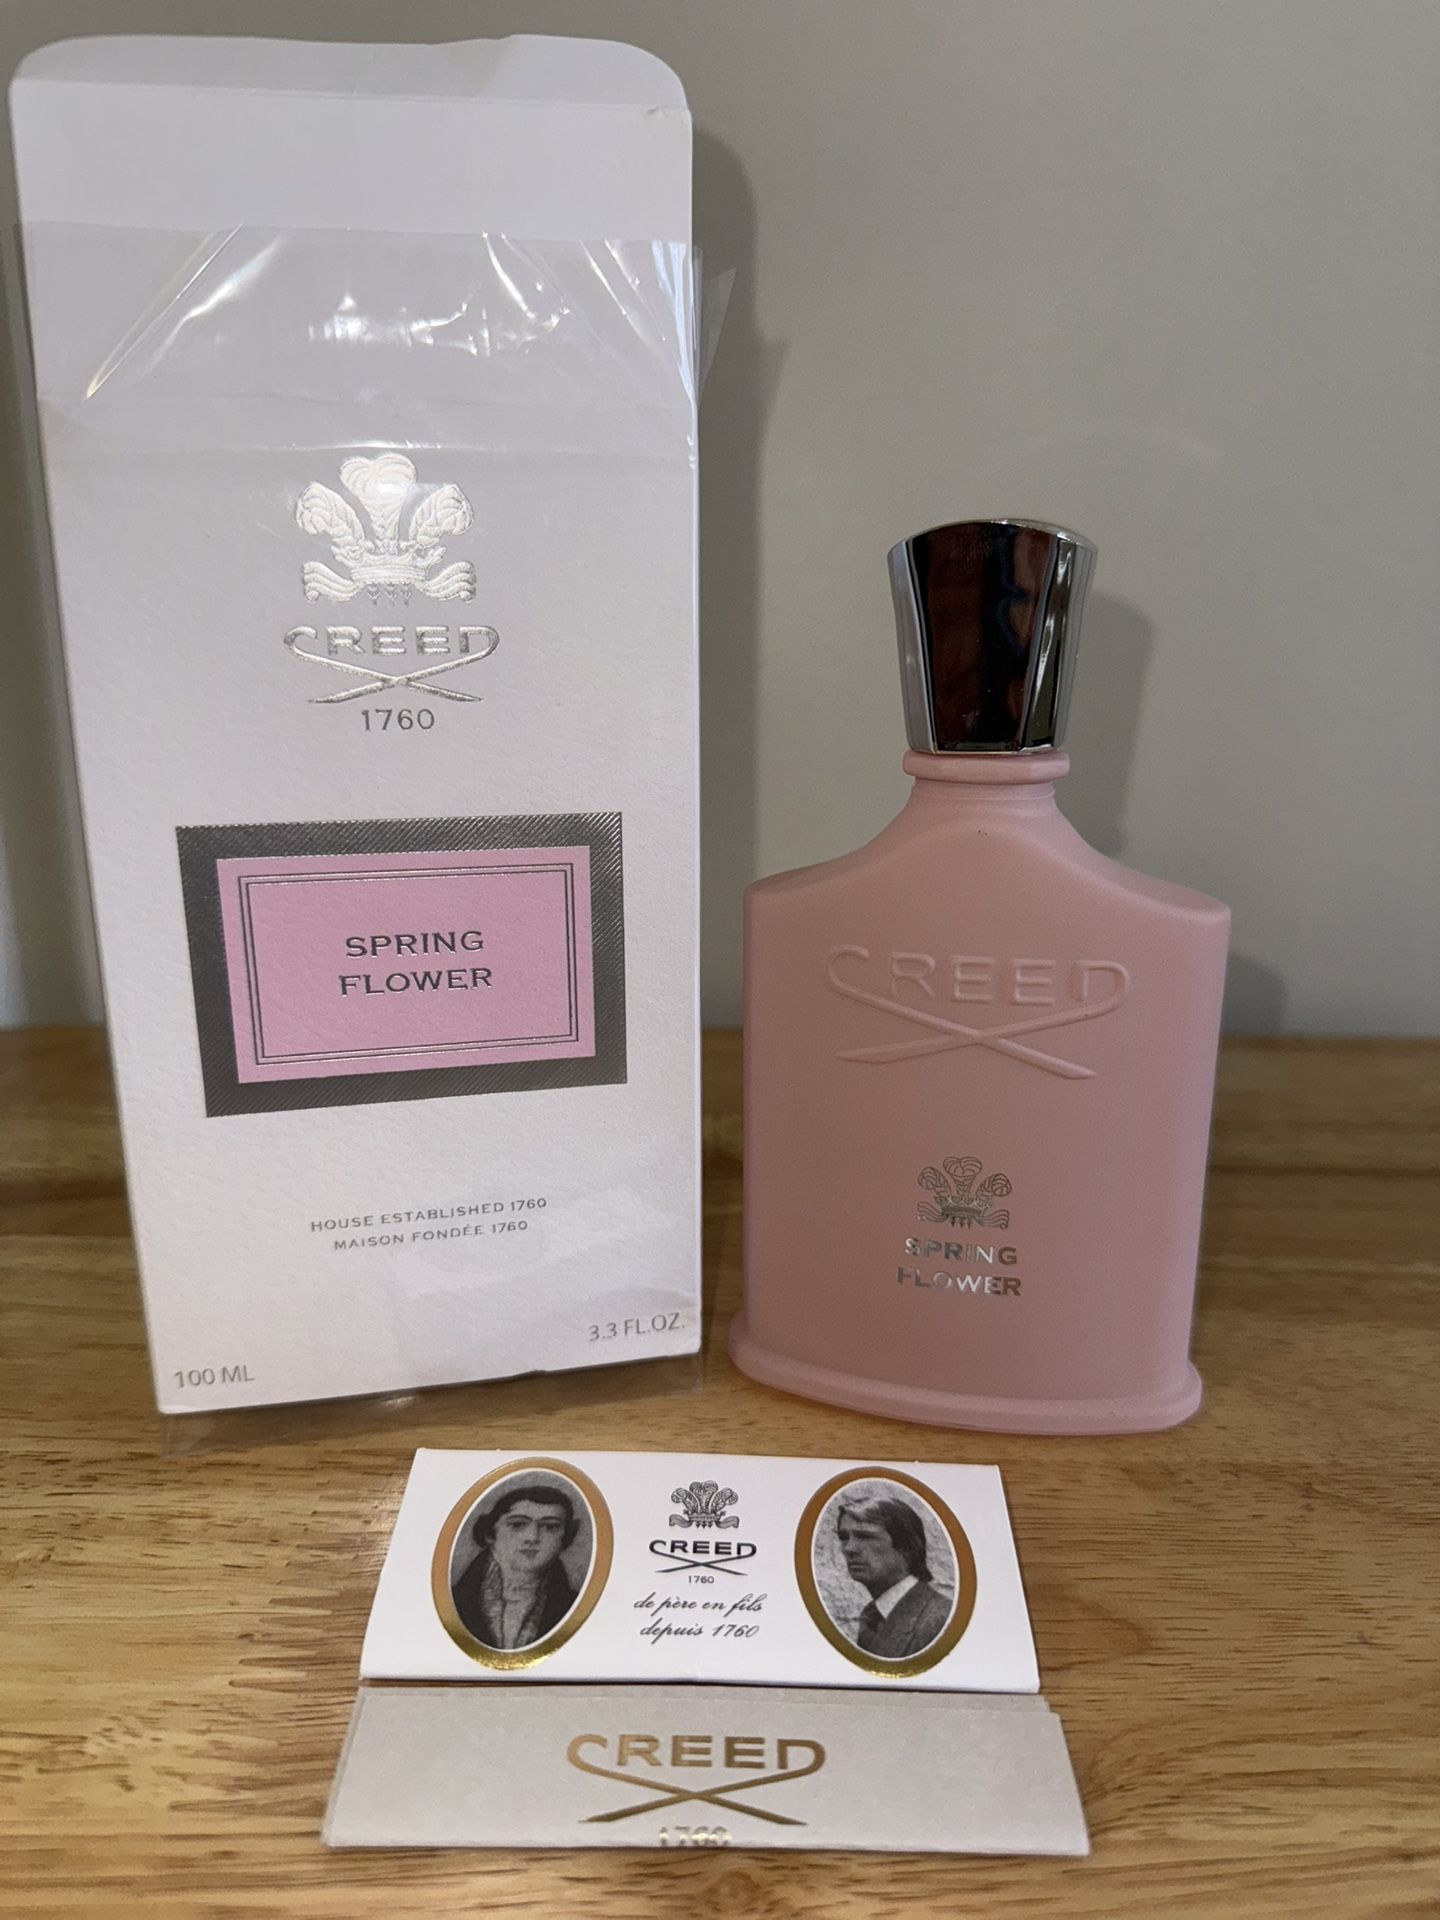 CREED
1760
SPRING
FLOWER
HOUSE ESTABLISHED 1760
MAISON FONDÉE 1760
100 ML
3.3 FL.OZ.
CREED
SPRING
FLOWER
CREED
1760
de père en fils
depuis 1760
CREED
1760